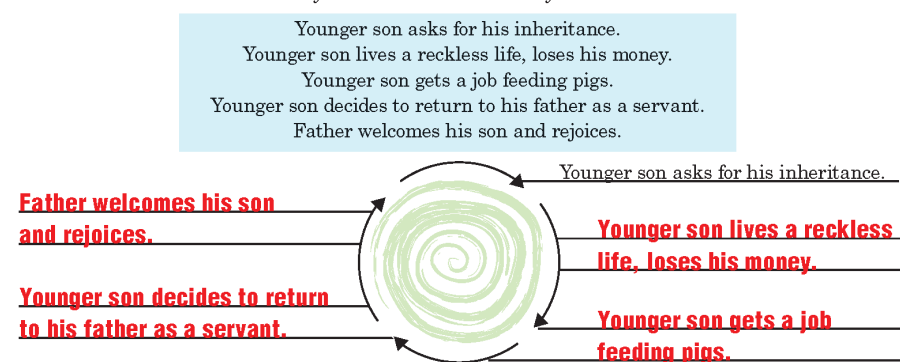 Younger son asks for his inheritance.
Younger son lives a reckless life, loses his money.
Younger son gets a job feeding pigs.
Younger son decides to return to his father as a servant.
Father welcomes his son and rejoices.
Younger son asks for his inheritance.
Younger son lives a reckless
life, loses his money.
Younger son gets a job
feeding pigs.
Younger son decides to return
to his father as a servant.
Father welcomes his son
and rejoices.